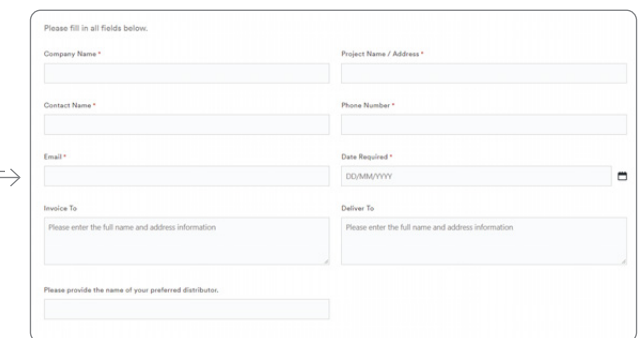 Please fill in all fields below.
Company Name *
Project Name / Address *
Contact Name *
Phone Number *
Email *
Date Required *
DD/MM/YYYY
Invoice To
Deliver To
Please enter the full name and address information
Please enter the full name and address information
Please provide the name of your preferred distributor.